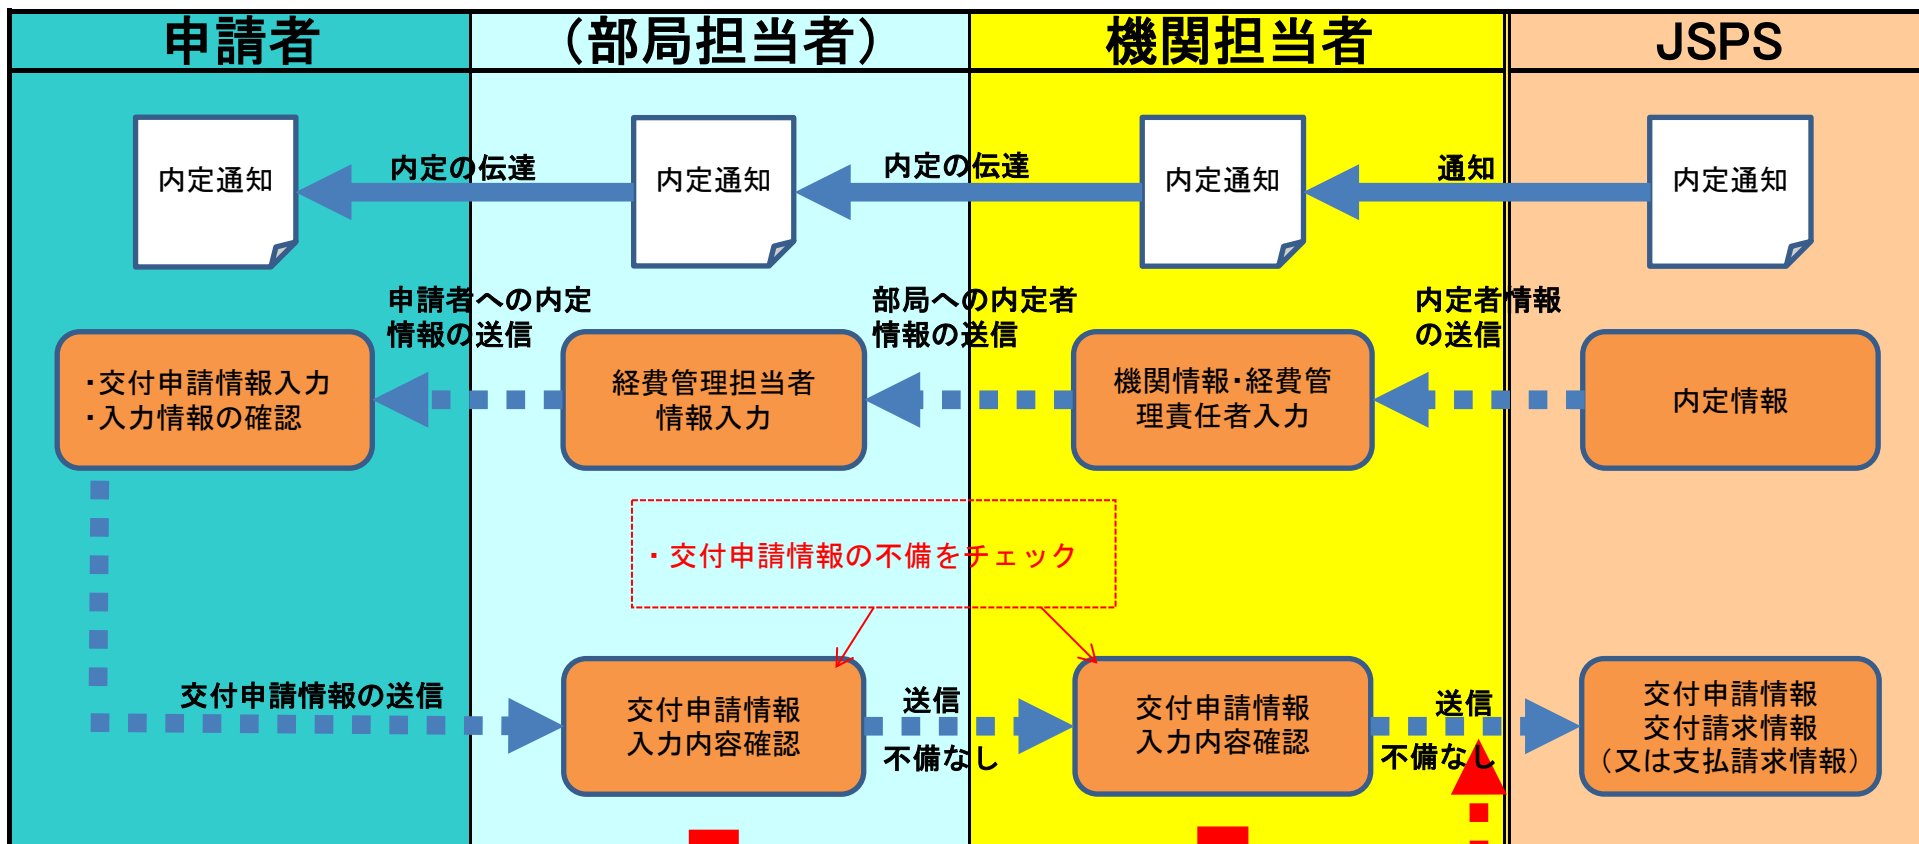 申請者
（部局担当者）
機関担当者
JSPS
内定通知
内定の伝達
内定通知
内定の伝達
内定通知
通知
内定通知
申請者への内定
情報の送信
部局への内定者
情報の送信
内定者情報
の送信
・交付申請情報入力
・入力情報の確認
経費管理担当者
情報入力
機関情報・経費管
理責任者入力
内定情報
・交付申請情報の不備をチェック
交付申請情報の送信
交付申請情報
入力内容確認
送信
不備なし
交付申請情報
入力内容確認
送信
不備なし
交付申請情報
交付請求情報
（又は支払請求情報）